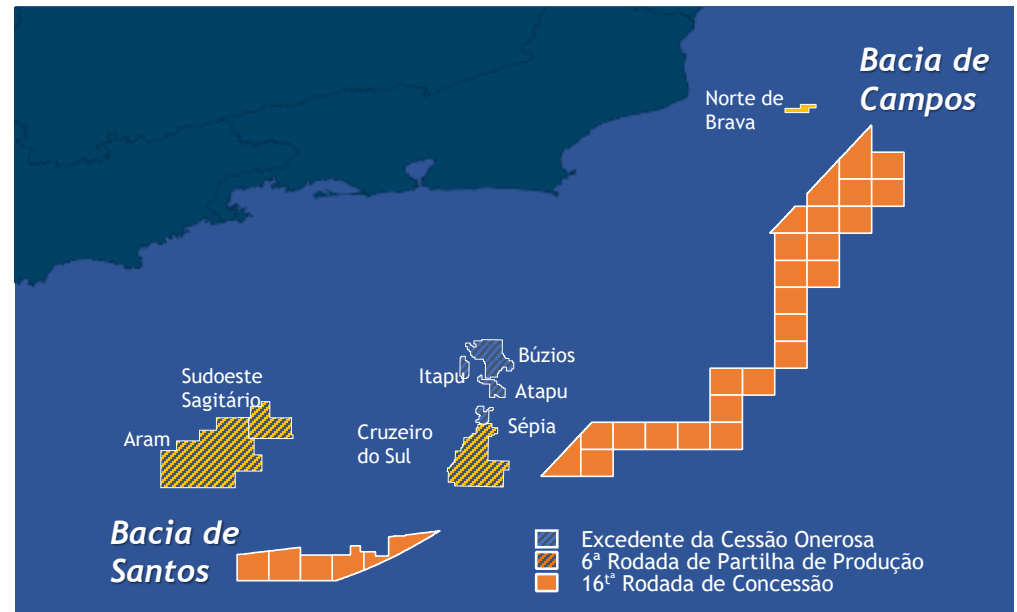 Bacia de
Campos
Norte de
Brava
Búzios
Itapu
Atapu
Sudoeste
Sagitário
Aram
Sépia
Cruzeiro
do Sul
Bacia de
Santos
Excedente da Cessão Onerosa
6ª Rodada de Partilha de Produção
16ᵗª Rodada de Concessão